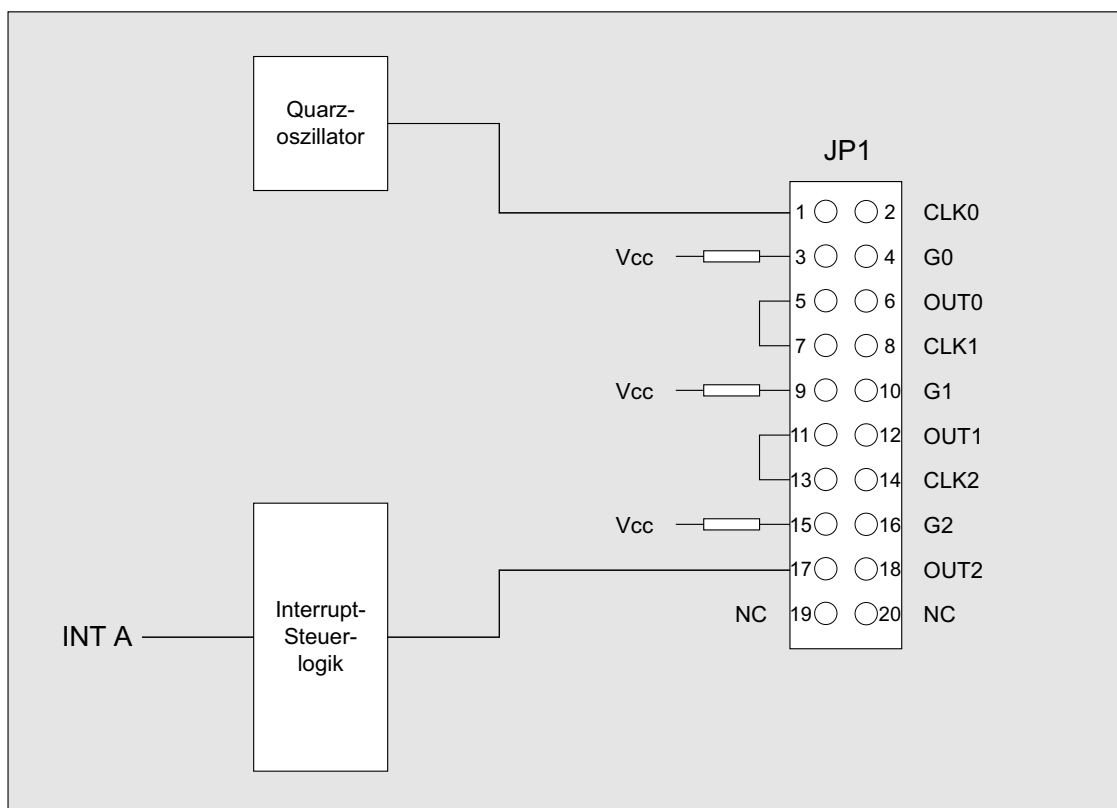 Quarz-
oszillator
JP1
1 2 CLK0
Vcc 3 4 G0
5 6 OUT0
7 8 CLK1
Vcc 9 10 G1
11 12 OUT1
13 14 CLK2
Vcc 15 16 G2
17 18 OUT2
NC 19 20 NC
INT A
Interrupt-
Steuer-
logik